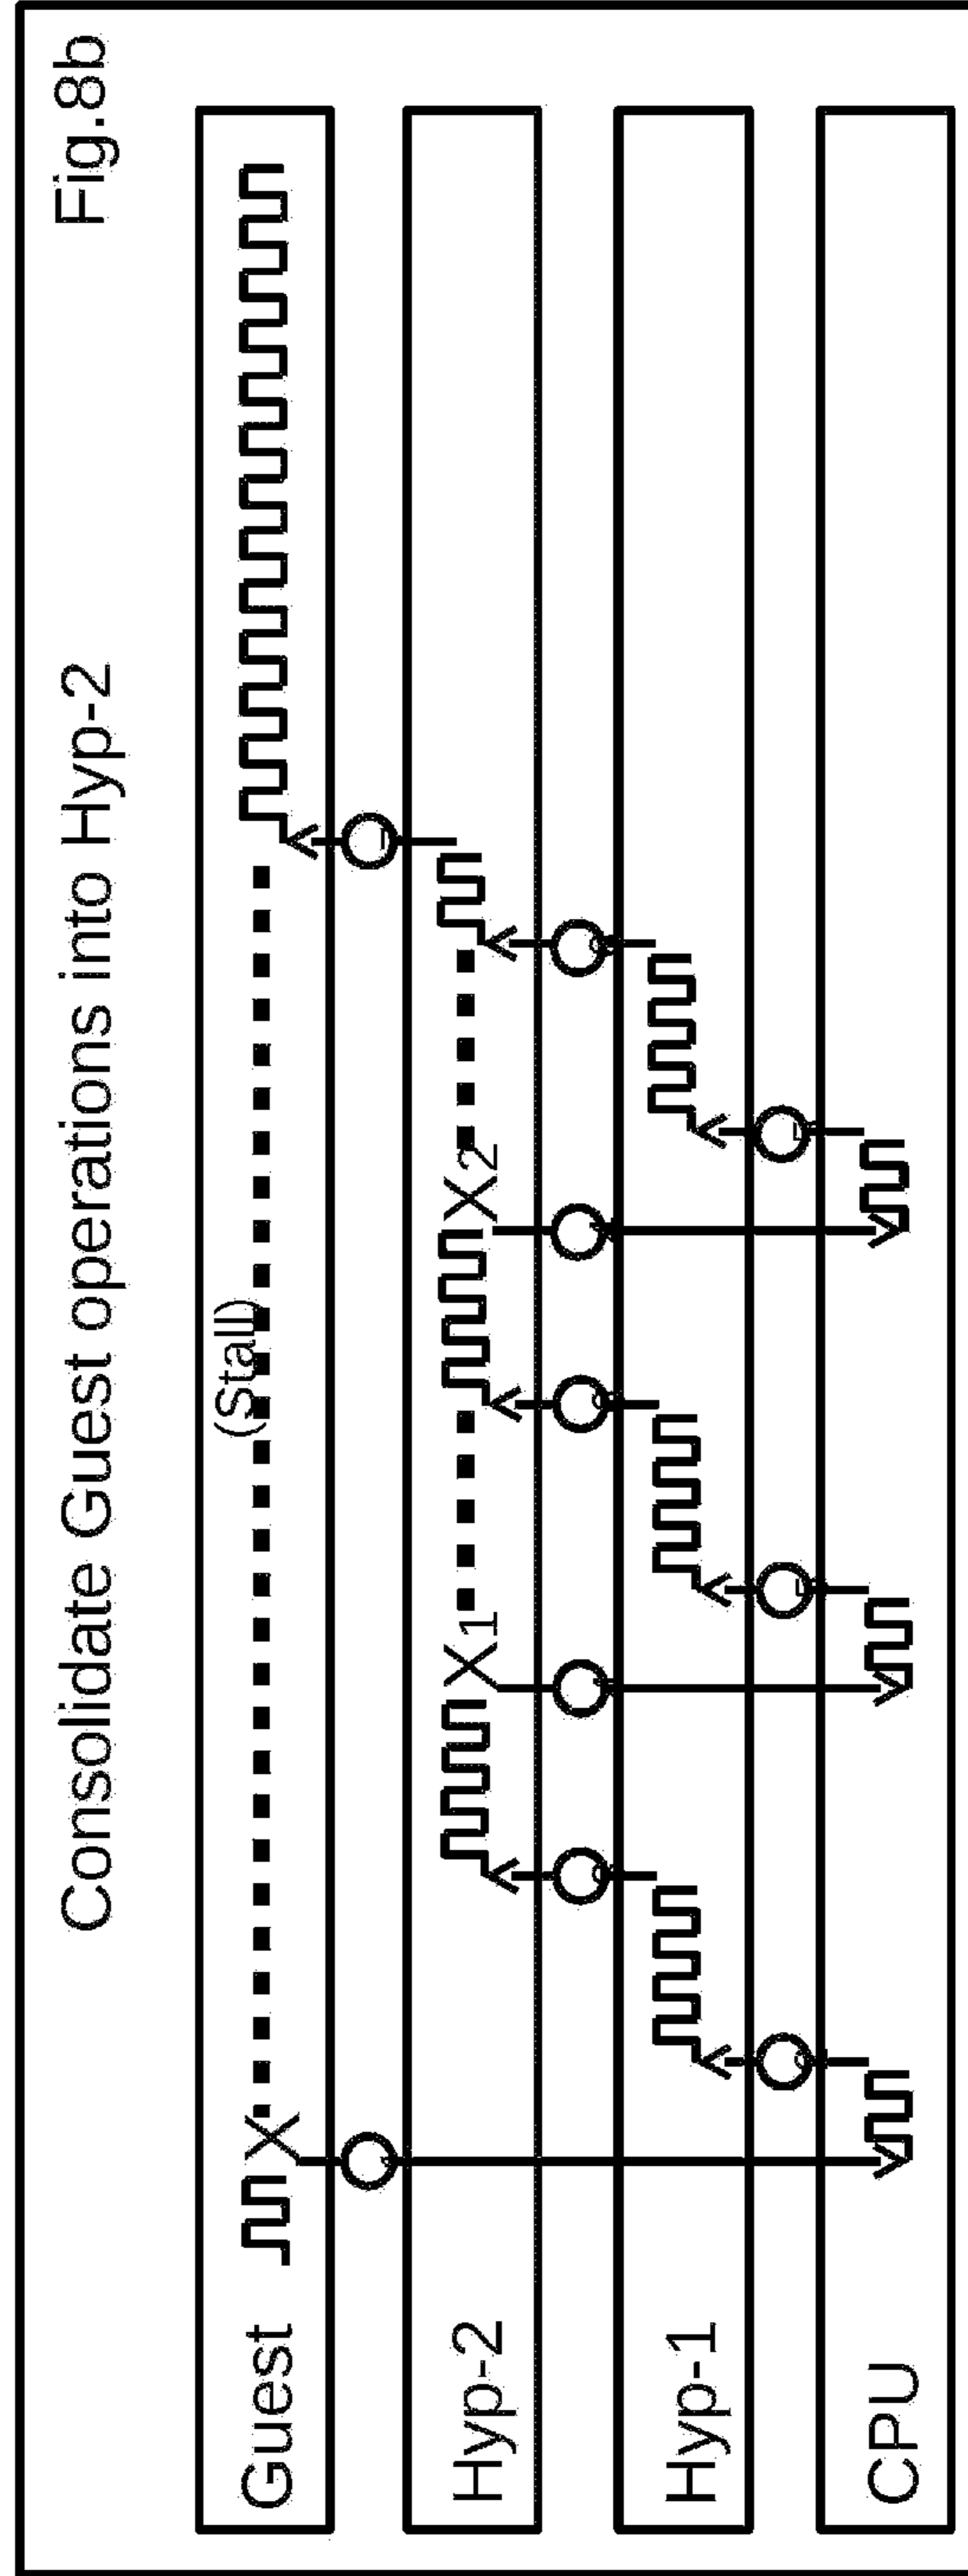 Fig.8b
Consolidate Guest operations into Hyp-2
Guest
X
(Stall)
Hyp-2
X1
X2
Hyp-1
CPU